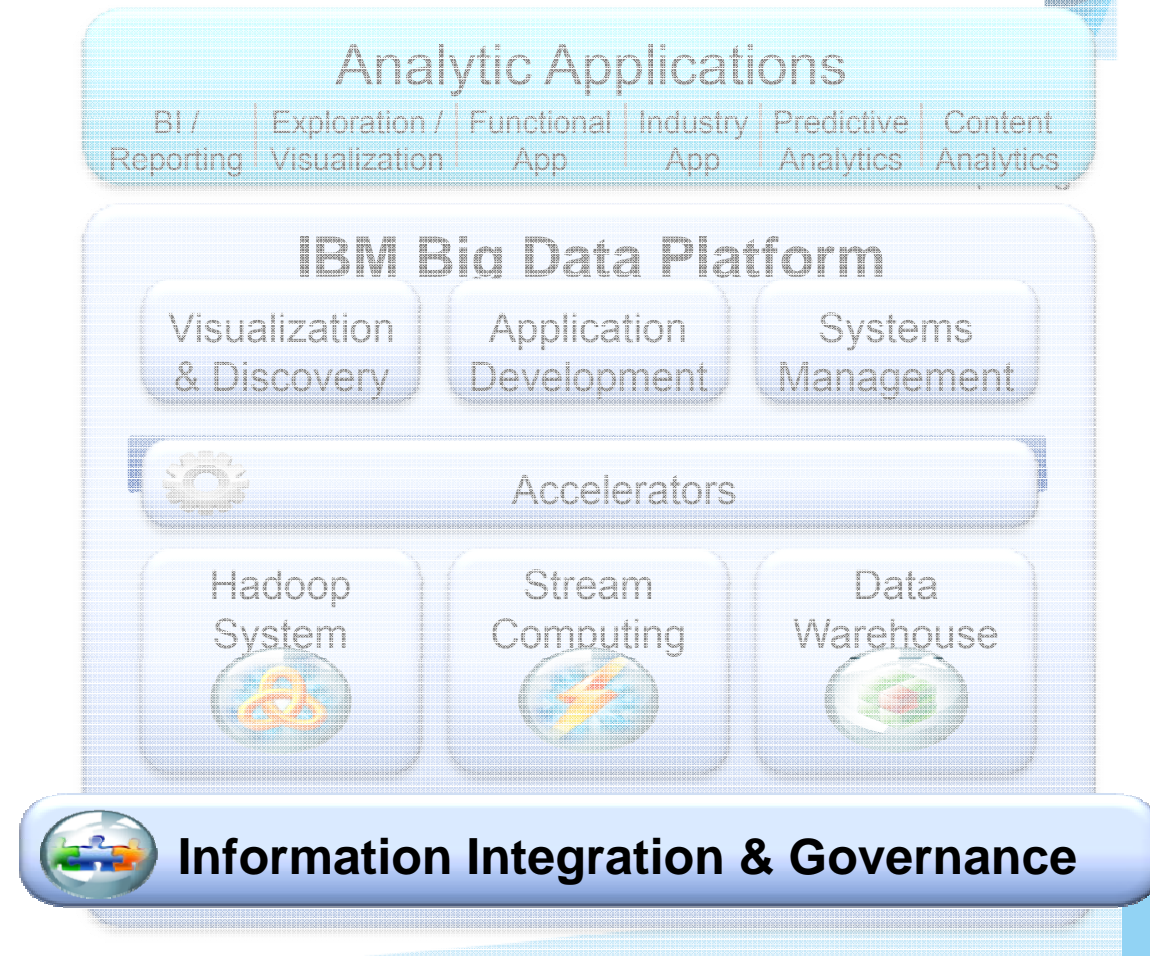 Analytic Applications
BI / Exploration / Functional Industry Predictive Content
Reporting Visualization App App Analytics Analytics
IBM Big Data Platform
Visualization Application Systems
& Discovery Development Management
Accelerators
Hadoop Stream Data
System Computing Warehouse
Information Integration & Governance